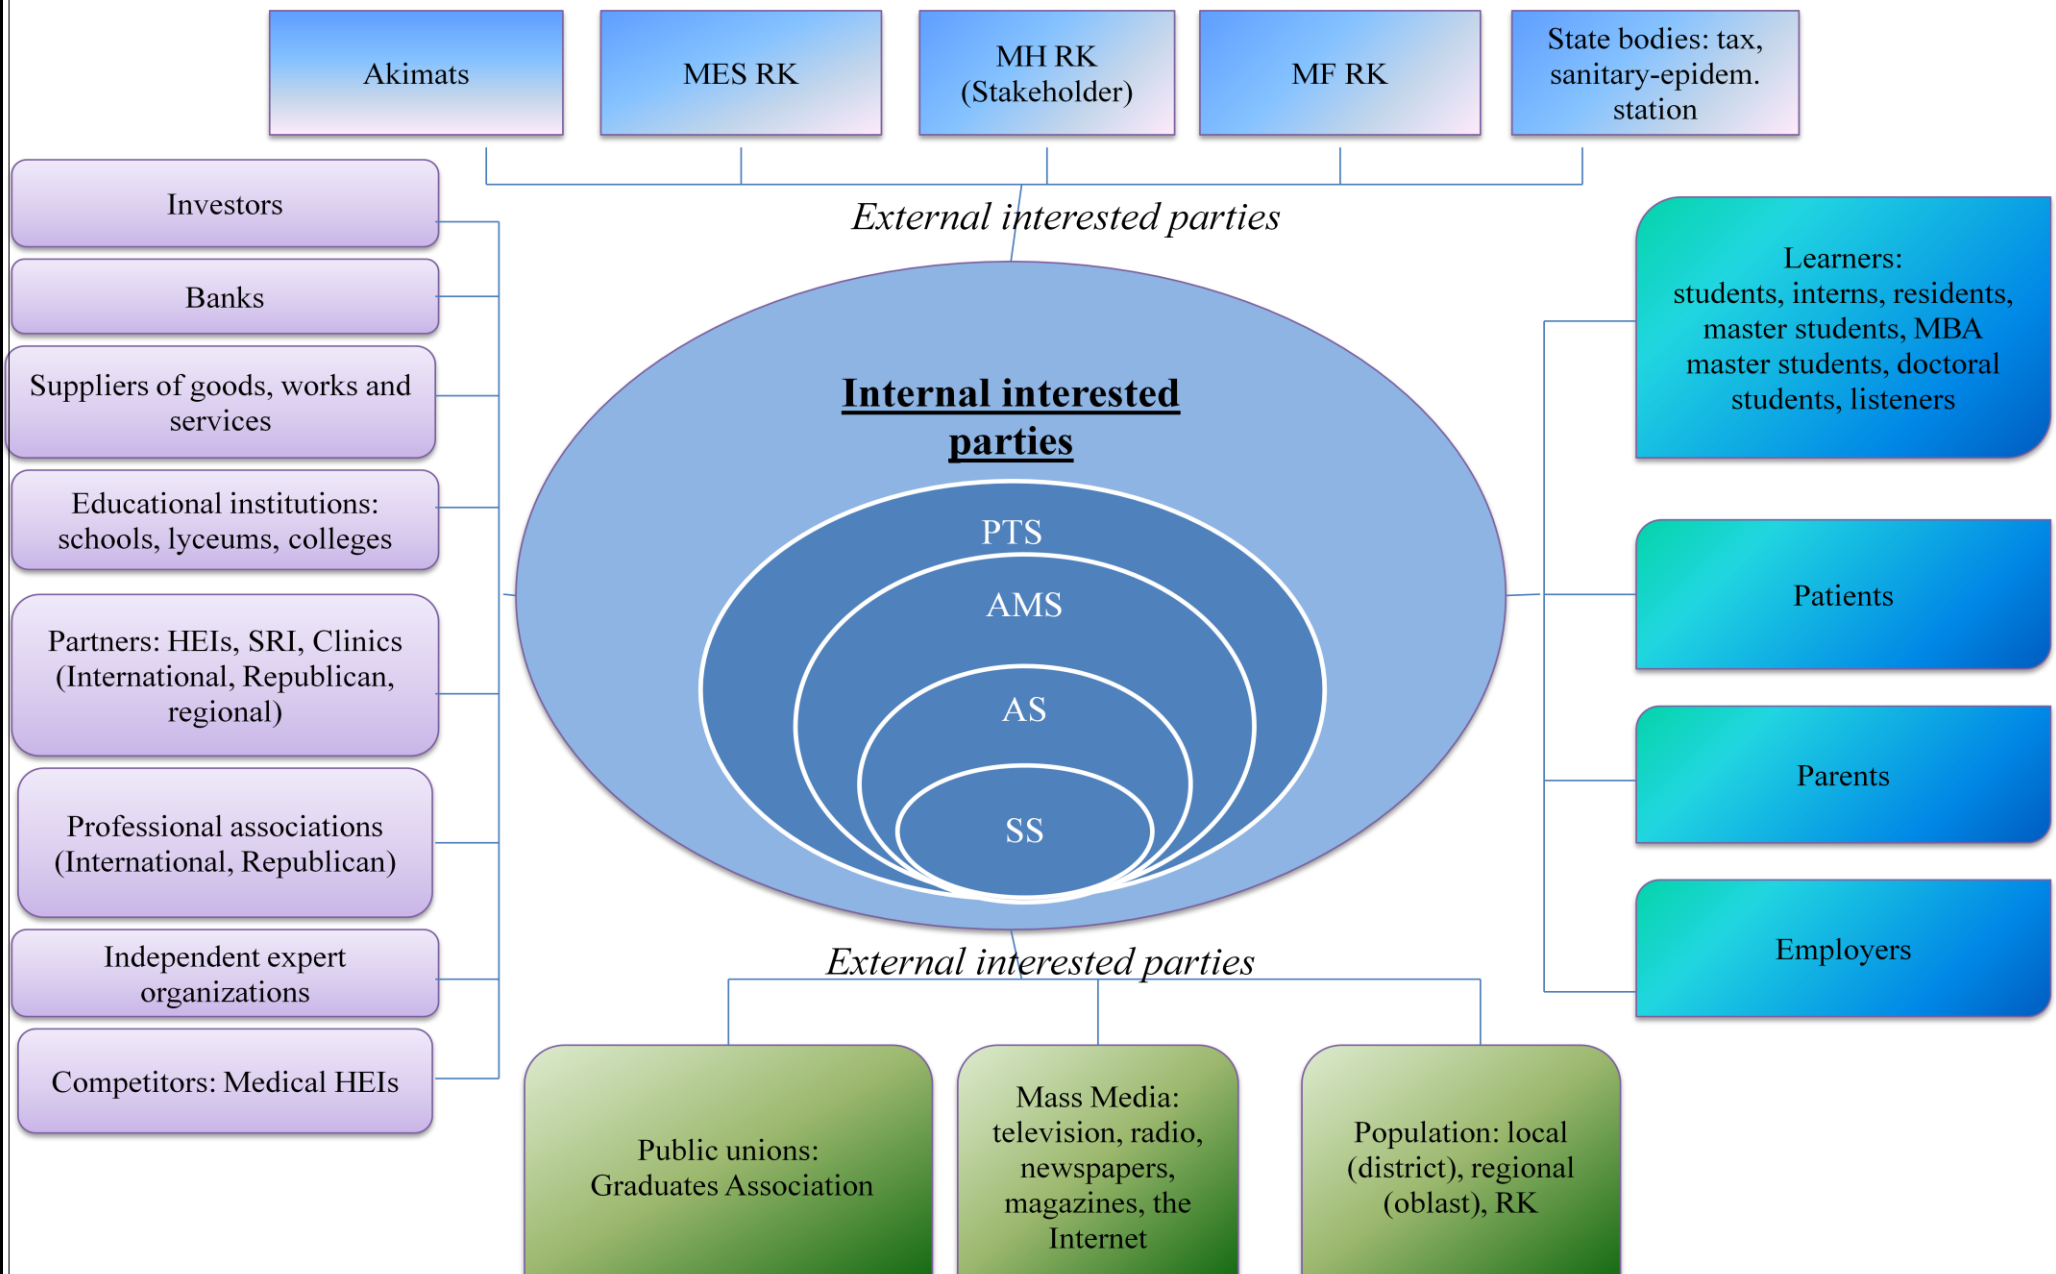 Akimats
MES RK
MH RK
(Stakeholder)
MF RK
State bodies: tax,
sanitary-epidem.
station
External interested parties
Investors
Banks
Suppliers of goods, works and
services
Educational institutions:
schools, lyceums, colleges
Partners: HEIs, SRI, Clinics
(International, Republican,
regional)
Professional associations
(International, Republican)
Independent expert
organizations
Competitors: Medical HEIs
Internal interested
parties
PTS
AMS
AS
SS
Learners:
students, interns, residents,
master students, MBA
master students, doctoral
students, listeners
Patients
Parents
Employers
External interested parties
Public unions:
Graduates Association
Mass Media:
television, radio,
newspapers,
magazines, the
Internet
Population: local
(district), regional
(oblast), RK